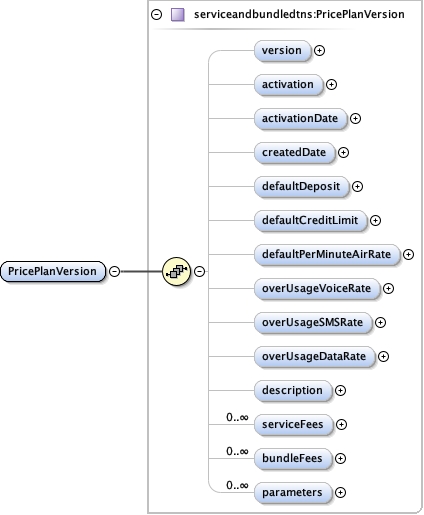 serviceandbundledtns:PricePlanVersion
version
activation
activationDate
createdDate
defaultDeposit
defaultCreditLimit
PricePlanVersion
defaultPerMinuteAirRate
overUsageVoiceRate
overUsageSMSRate
overUsageDataRate
description
0..∞
serviceFees
0..∞
bundleFees
0..∞
parameters